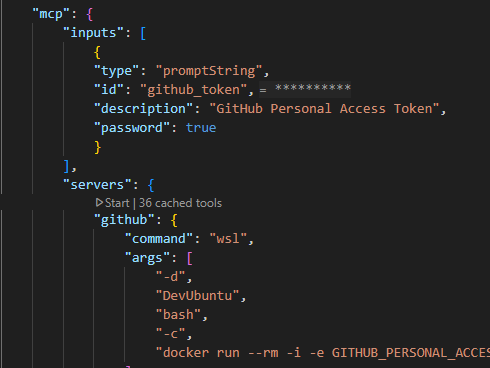 "mcp": {
"inputs": [
{
"type": "promptString",
"id": "github_token", = **********
"description": "GitHub Personal Access Token",
"password": true
}
],
"servers": {
Start | 36 cached tools
"github": {
"command": "wsl",
"args": [
"-d",
"DevUbuntu",
"bash",
"-c",
"docker run --rm -i -e GITHUB_PERSONAL_ACCES